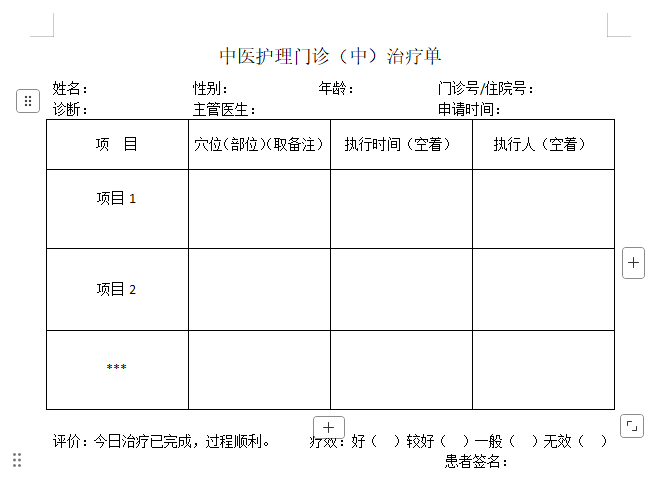 中医护理门诊（中）治疗单
姓名： 性别： 年龄： 门诊号/住院号：
诊断： 主管医生： 申请时间：
项 目 穴位(部位)(取备注) 执行时间（空着） 执行人（空着）
项目 1
项目 2
***
评价：今日治疗已完成，过程顺利。 疗效：好（ ）较好（ ）一般（ ）无效（ ）
患者签名：